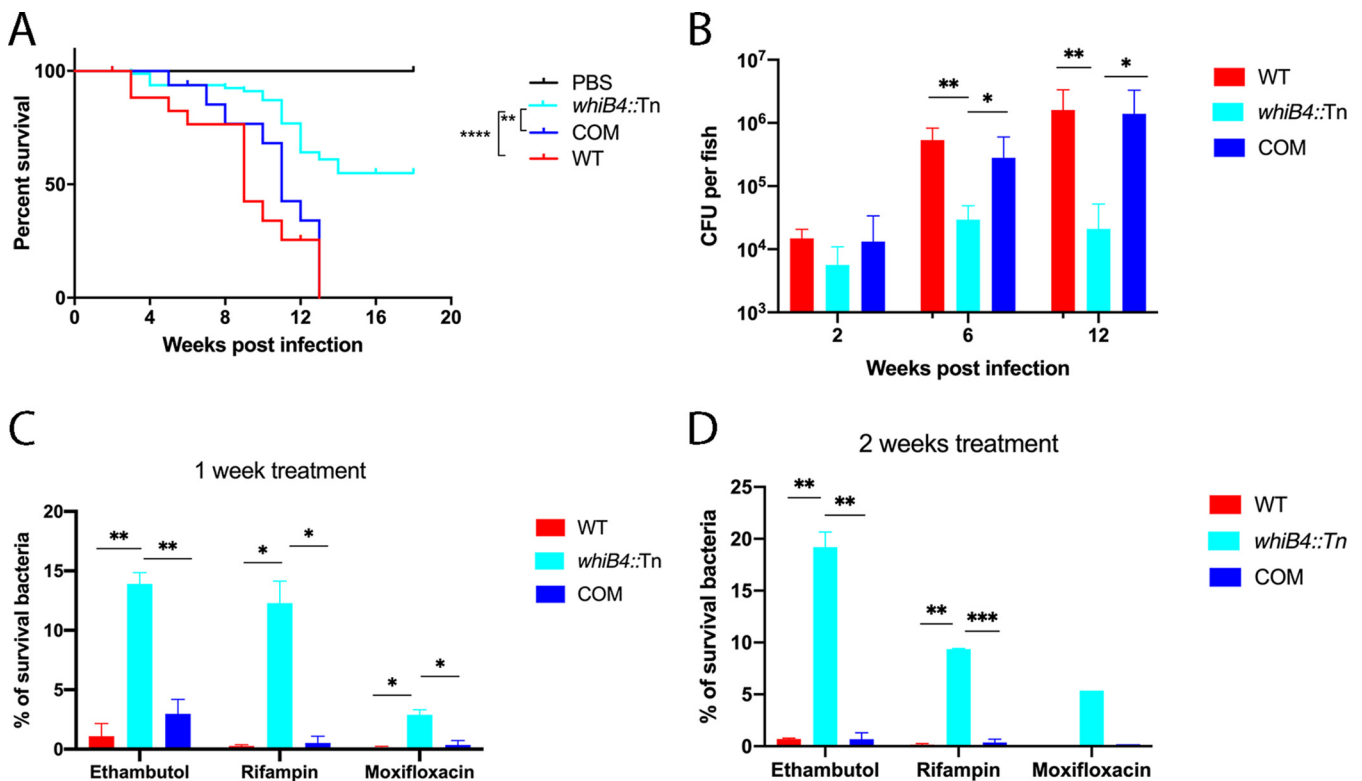 A
Percent survival
100
50
0
0 4 8 12 16 20
Weeks post infection
PBS
whiB4::Tn
COM
WT
**
****
B
CFU per fish
10⁷
10⁶
10⁵
10⁴
10³
** * ** *
2 6 12
Weeks post infection
WT
whiB4::Tn
COM
C
1 week treatment
% of survival bacteria
20
15
10
5
0
** ** * * * *
Ethambutol Rifampin Moxifloxacin
WT
whiB4::Tn
COM
D
2 weeks treatment
% of survival bacteria
25
20
15
10
5
0
** ** ** ***
Ethambutol Rifampin Moxifloxacin
WT
whiB4::Tn
COM